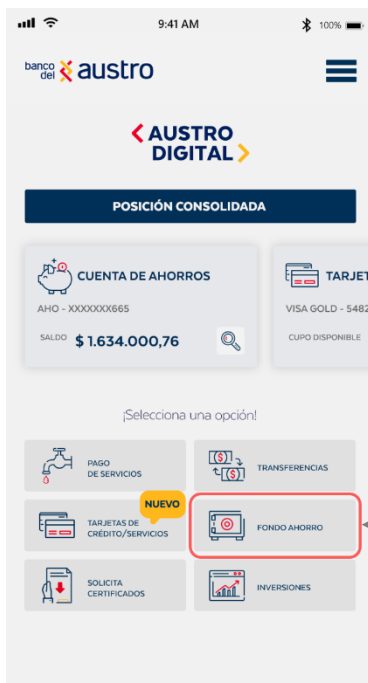 9:41 AM 100%
banco del austro
AUSTRO
DIGITAL
POSICIÓN CONSOLIDADA
CUENTA DE AHORROS
AHO - XXXXXXX665
SALDO $ 1.634.000,76
TARJET
VISA GOLD - 5482
CUPO DISPONIBLE
¡Selecciona una opción!
PAGO
DE SERVICIOS
TRANSFERENCIAS
NUEVO
TARJETAS DE
CRÉDITO/SERVICIOS
FONDO AHORRO
SOLICITA
CERTIFICADOS
INVERSIONES